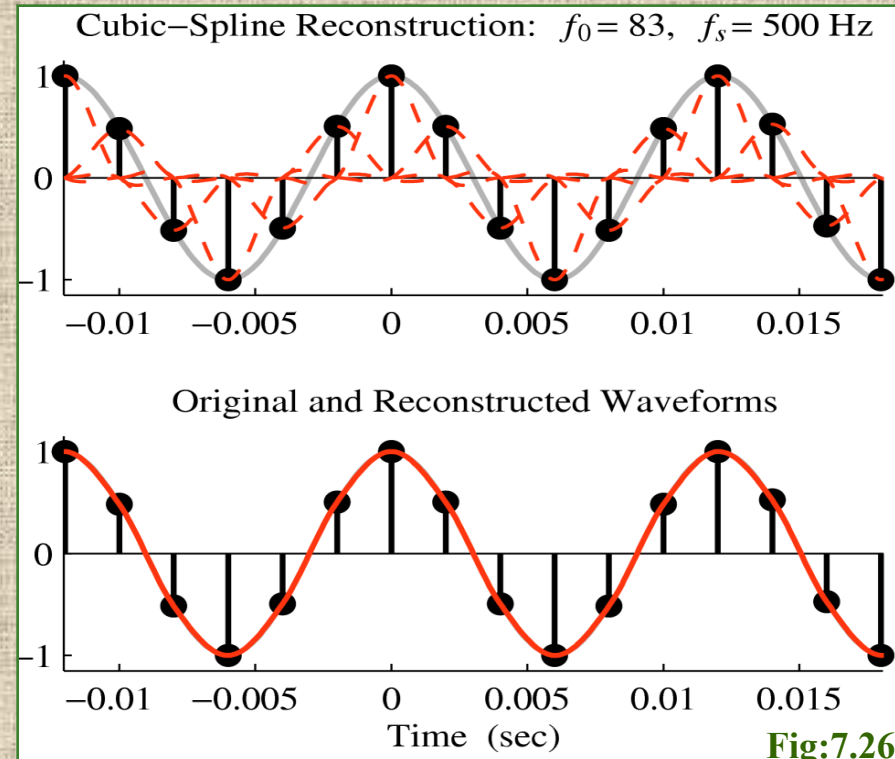 Cubic−Spline Reconstruction: f₀ = 83, fₛ = 500 Hz
1
0
−1
−0.01 −0.005 0 0.005 0.01 0.015
Original and Reconstructed Waveforms
1
0
−1
−0.01 −0.005 0 0.005 0.01 0.015
Time (sec)
Fig:7.26